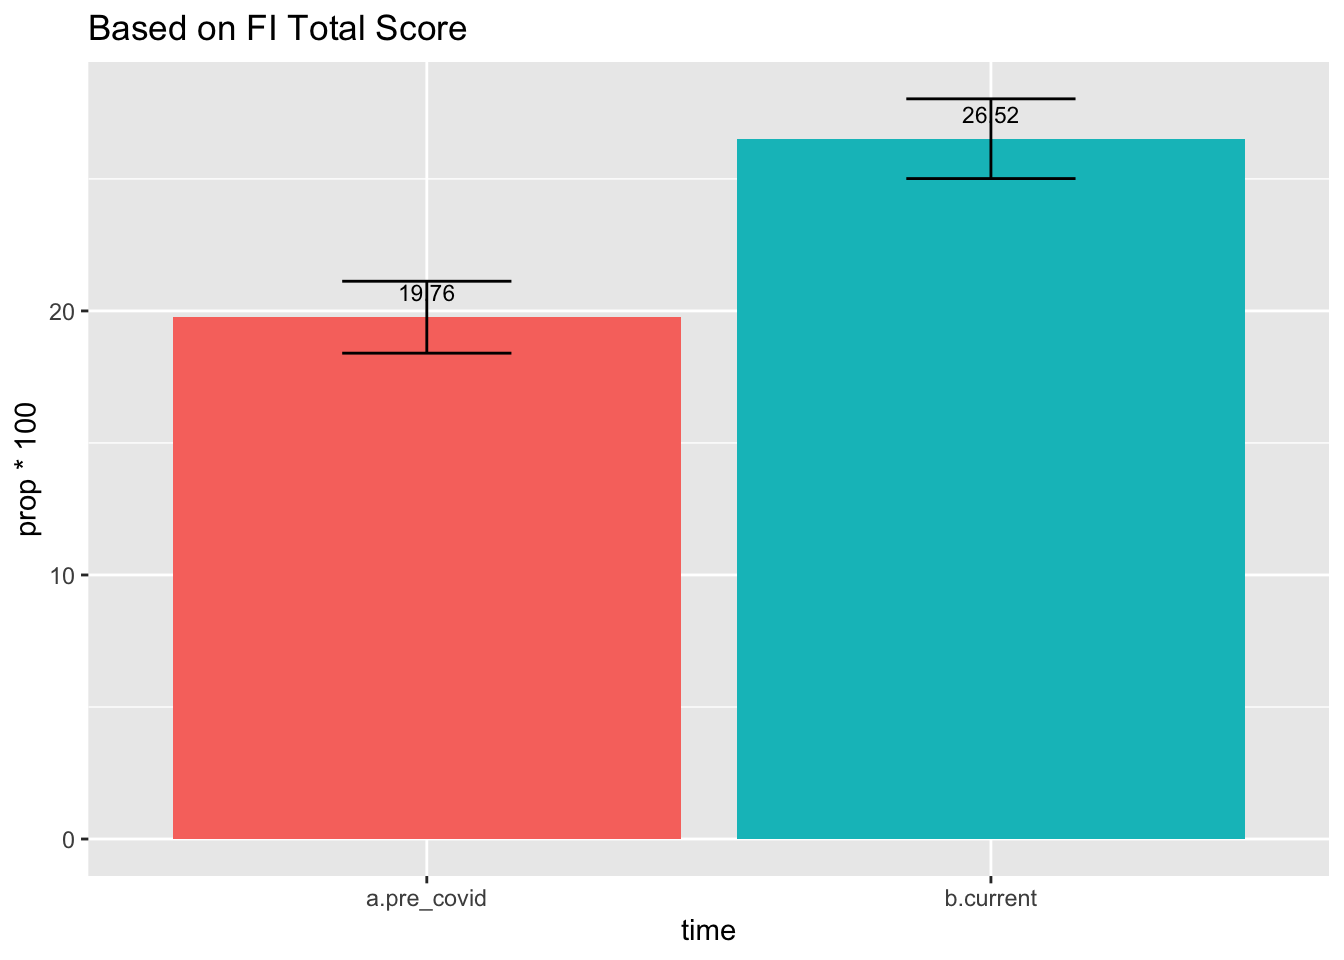 Based on FI Total Score
26.52
19.76
prop * 100
20
10
0
a.pre_covid
b.current
time